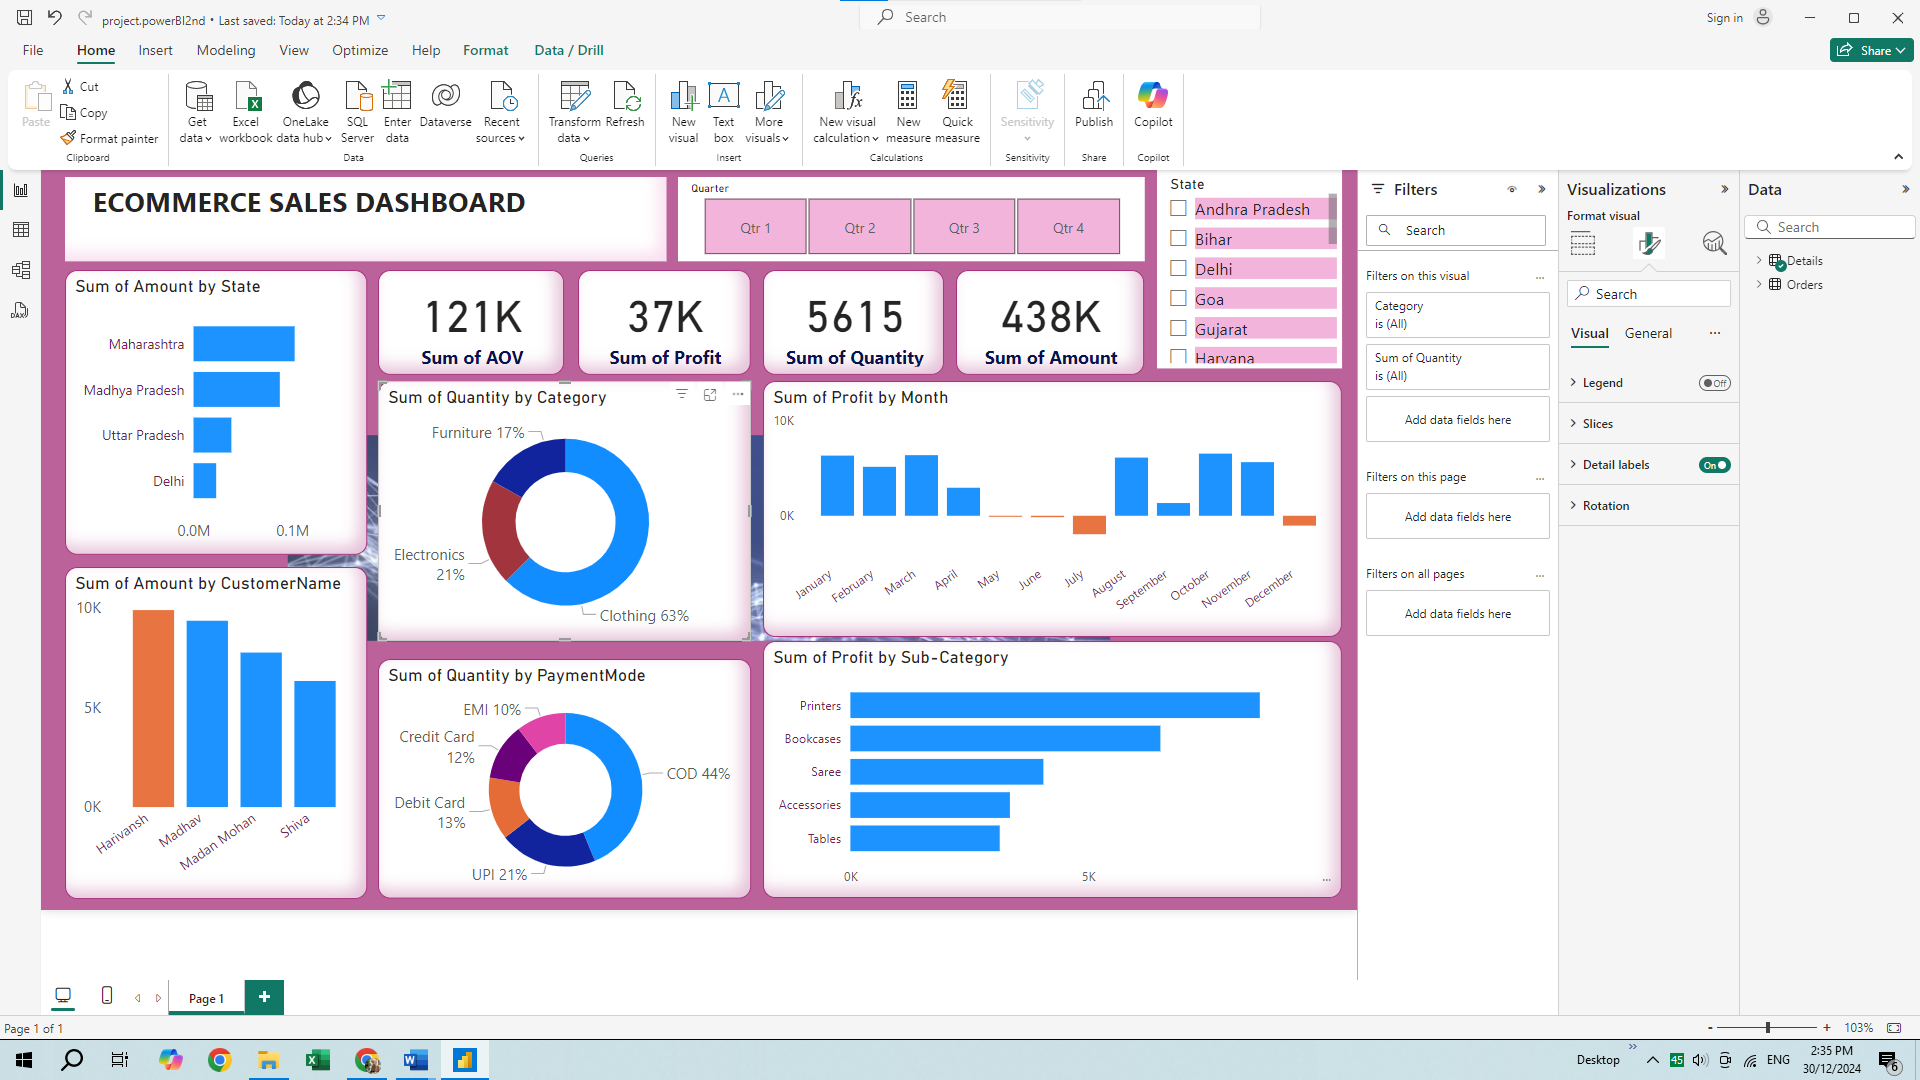 project.powerBI2nd • Last saved: Today at 2:34 PM
Search
Sign in
File
Home
Insert
Modeling
View
Optimize
Help
Format
Data / Drill
Share
Paste
Cut
Copy
Format painter
Clipboard
Get data
Excel workbook
OneLake data hub
SQL Server
Enter data
Dataverse
Recent sources
Data
Transform data
Refresh
Queries
New visual
Text box
More visuals
Insert
New visual calculation
New measure
Quick measure
Calculations
Sensitivity
Sensitivity
Publish
Share
Copilot
Copilot
ECOMMERCE SALES DASHBOARD
Quarter
Qtr 1
Qtr 2
Qtr 3
Qtr 4
State
Andhra Pradesh
Bihar
Delhi
Goa
Gujarat
Haryana
Sum of Amount by State
Maharashtra
Madhya Pradesh
Uttar Pradesh
Delhi
0.0M
0.1M
121K
Sum of AOV
37K
Sum of Profit
5615
Sum of Quantity
438K
Sum of Amount
Sum of Quantity by Category
Furniture 17%
Electronics
21%
Clothing 63%
Sum of Profit by Month
10K
0K
January
February
March
April
May
June
July
August
September
October
November
December
Sum of Amount by CustomerName
10K
5K
0K
Harivansh
Madhav
Madan Mohan
Shiva
Sum of Quantity by PaymentMode
EMI 10%
Credit Card
12%
Debit Card
13%
UPI 21%
COD 44%
Sum of Profit by Sub-Category
Printers
Bookcases
Saree
Accessories
Tables
0K
5K
...
Filters
Search
Filters on this visual
...
Category
is (All)
Sum of Quantity
is (All)
Add data fields here
Filters on this page
...
Add data fields here
Filters on all pages
...
Add data fields here
Visualizations
Format visual
Search
Visual
General
...
Legend
Off
Slices
Detail labels
On
Rotation
Data
Search
Details
Orders
Page 1
+
Page 1 of 1
- + 103%
DAX
Desktop
45
ENG
2:35 PM
30/12/2024
6